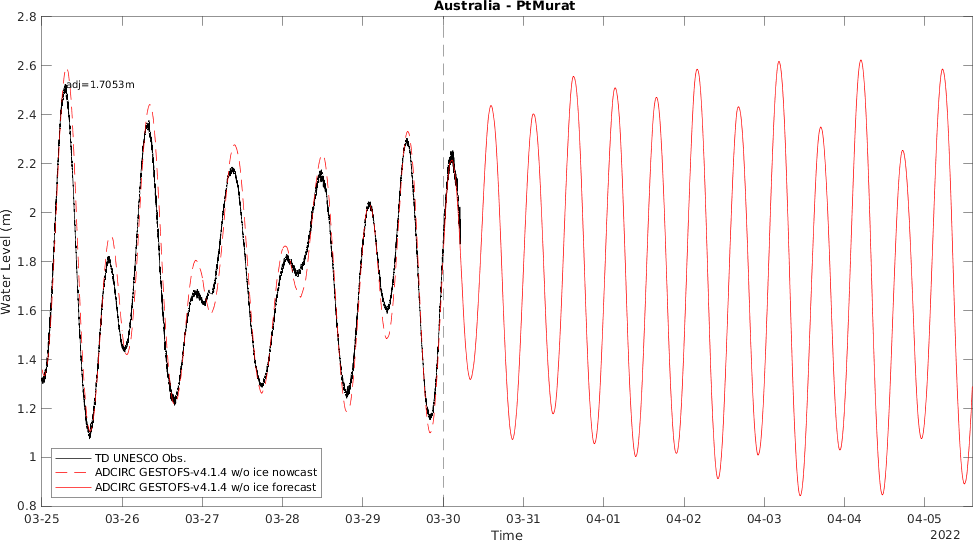 Australia - PtMurat
2.8
2.6
adj=1.7053m
2.4
2.2
2
1.8
1.6
1.4
1.2
1
0.8
Water Level (m)
TD UNESCO Obs.
ADCIRC GESTOFS-v4.1.4 w/o ice nowcast
ADCIRC GESTOFS-v4.1.4 w/o ice forecast
03-25 03-26 03-27 03-28 03-29 03-30 03-31 04-01 04-02 04-03 04-04 04-05
Time
2022